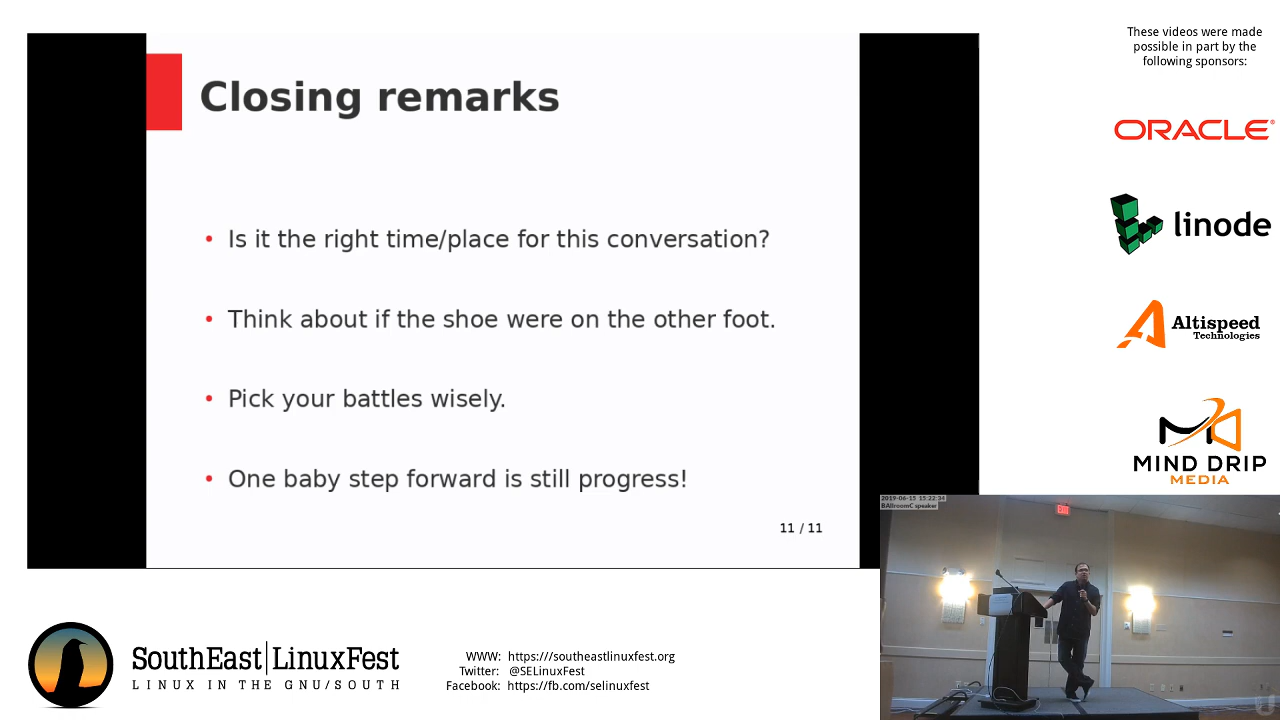 Closing remarks
• Is it the right time/place for this conversation?
• Think about if the shoe were on the other foot.
• Pick your battles wisely.
• One baby step forward is still progress!
11 / 11
These videos were made
possible in part by the
following sponsors:
ORACLE®
linode
Altispeed
Technologies
MIND DRIP
MEDIA
2019-06-15 15:22:34
BAllroomC speaker
EXIT
SouthEast|LinuxFest
LINUX IN THE GNU/SOUTH
WWW: https:///southeastlinuxfest.org
Twitter: @SELinuxFest
Facebook: https://fb.com/selinuxfest